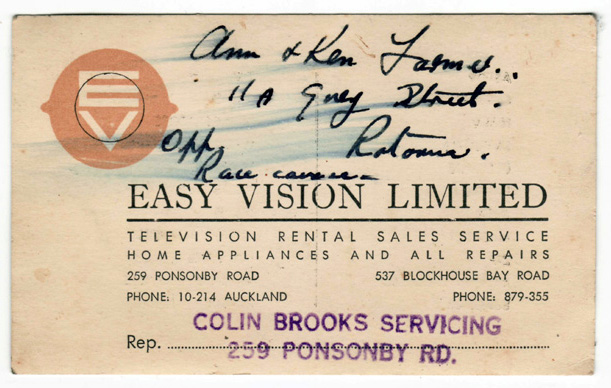 Ann & Ken Farmer.
11A Grey Street.
Opp Rotorua.
Race course
EV
EASY VISION LIMITED
TELEVISION RENTAL SALES SERVICE
HOME APPLIANCES AND ALL REPAIRS
259 PONSONBY ROAD 537 BLOCKHOUSE BAY ROAD
PHONE: 10-214 AUCKLAND PHONE: 879-355
COLIN BROOKS SERVICING
Rep. 259 PONSONBY RD.